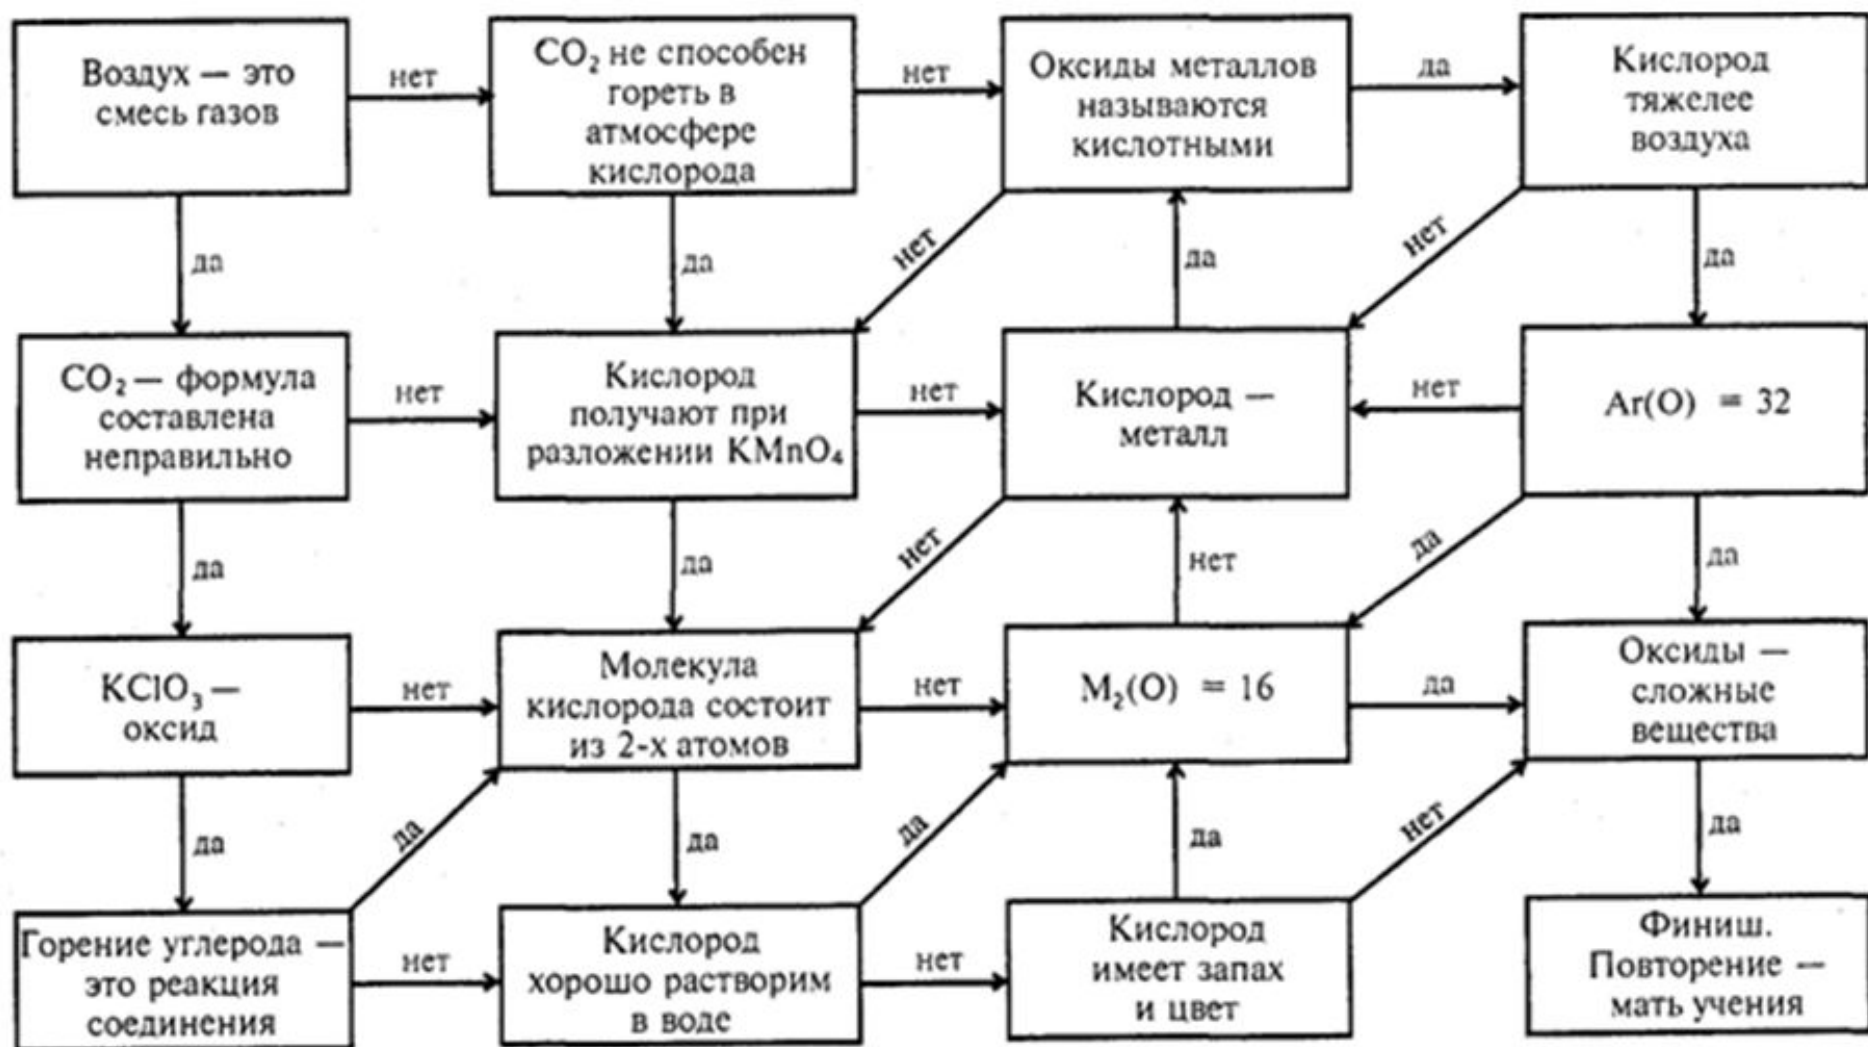 Воздух — это
смесь газов
нет
CO₂ не способен
гореть в
атмосфере
кислорода
нет
Оксиды металлов
называются
кислотными
да
Кислород
тяжелее
воздуха
да
да
нет
да
нет
да
CO₂ — формула
составлена
неправильно
нет
Кислород
получают при
разложении KMnO₄
нет
Кислород —
металл
нет
Ar(O) = 32
да
да
нет
нет
да
да
KClO₃ —
оксид
нет
Молекула
кислорода состоит
из 2-х атомов
нет
M₂(O) = 16
да
Оксиды —
сложные
вещества
да
да
да
да
да
нет
да
Горение углерода —
это реакция
соединения
нет
Кислород
хорошо растворим
в воде
нет
Кислород
имеет запах
и цвет
Финиш.
Повторение —
мать учения